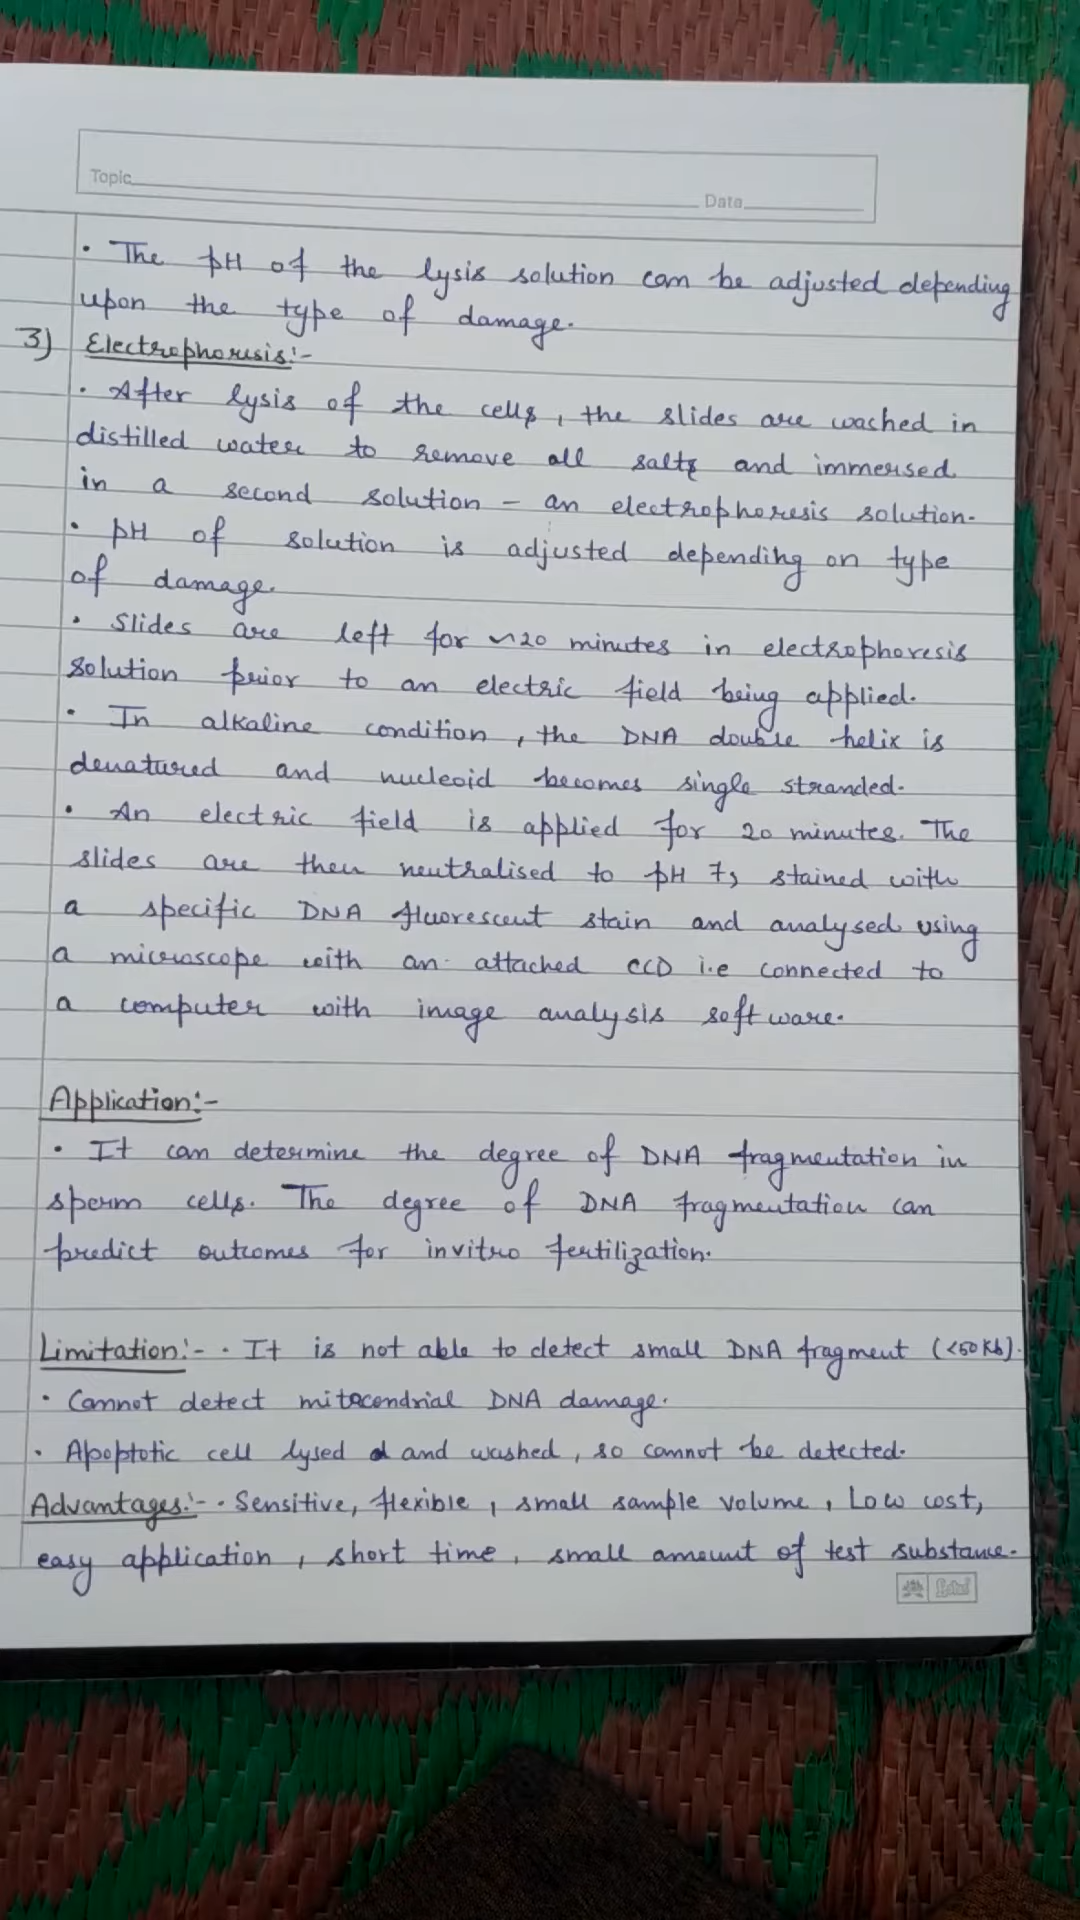 Topic Date
• The pH of the lysis solution can be adjusted depending
upon the type of damage.
3) Electrophoresis:-
• After lysis of the cells, the slides are washed in
distilled water to remove all salts and immersed
in a second solution - an electrophoresis solution.
• pH of solution is adjusted depending on type
of damage.
• Slides are left for ~20 minutes in electrophoresis
solution prior to an electric field being applied.
• In alkaline condition, the DNA double helix is
denatured and nucleoid becomes single stranded.
• An electric field is applied for 20 minutes. The
slides are then neutralised to pH 7, stained with
a specific DNA fluorescent stain and analysed using
a microscope with an attached CCD i.e connected to
a computer with image analysis software.
Application:-
• It can determine the degree of DNA fragmentation in
sperm cells. The degree of DNA fragmentation can
predict outcomes for invitro fertilization.
Limitation:- • It is not able to detect small DNA fragment (<50Kb).
• Cannot detect mitocondrial DNA damage.
• Apoptotic cell lysed and washed, so cannot be detected.
Advantages:- • Sensitive, flexible, small sample volume, Low cost,
easy application, short time, small amount of test substance.